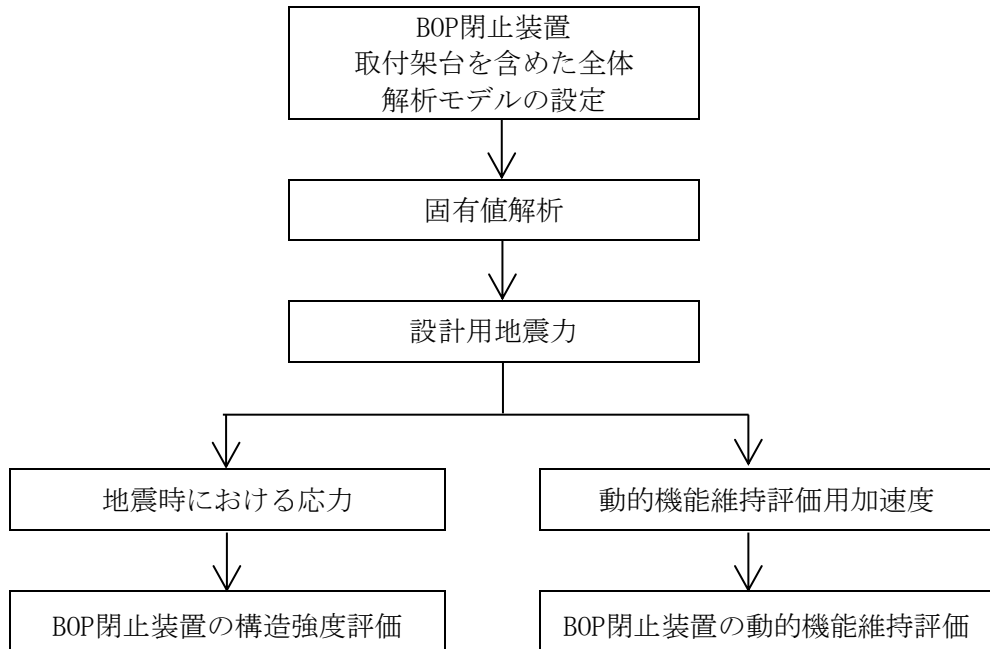 BOP閉止装置
取付架台を含めた全体
解析モデルの設定
固有値解析
設計用地震力
地震時における応力
動的機能維持評価用加速度
BOP閉止装置の構造強度評価
BOP閉止装置の動的機能維持評価